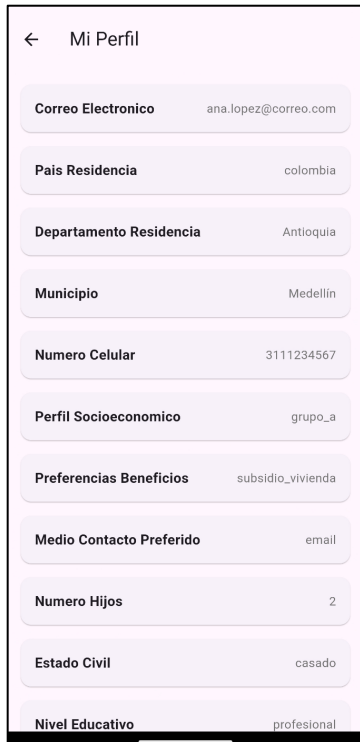 Mi Perfil
Correo Electronico ana.lopez@correo.com
Pais Residencia colombia
Departamento Residencia Antioquia
Municipio Medellín
Numero Celular 3111234567
Perfil Socioeconomico grupo_a
Preferencias Beneficios subsidio_vivienda
Medio Contacto Preferido email
Numero Hijos 2
Estado Civil casado
Nivel Educativo profesional